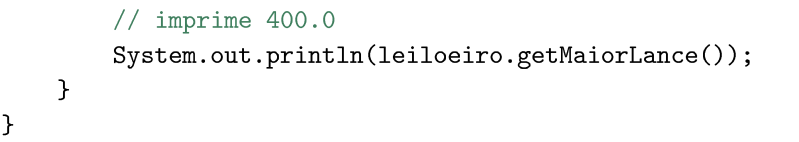 // imprime 400.0
System.out.println(leiloeiro.getMaiorLance());
}
}